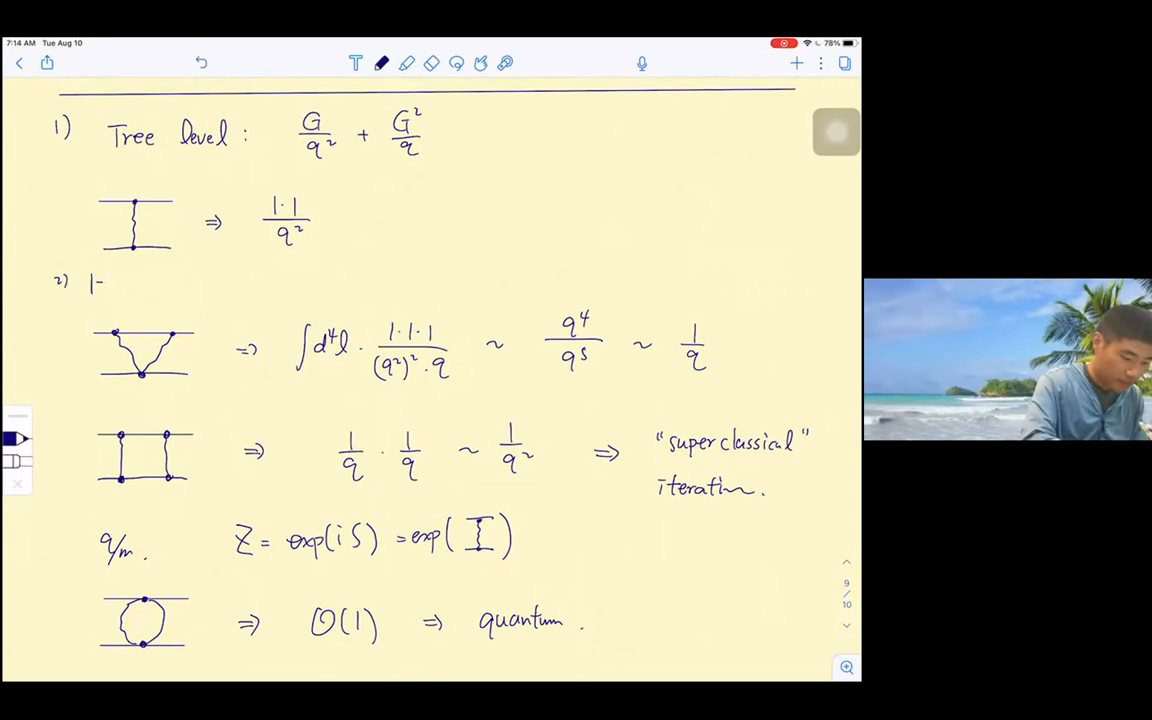 7:14 AM Tue Aug 10
78%
1) Tree level: G/q² + G²/q
⇒ 1·1/q²
2) 1-
⇒ ∫d⁴l · 1·1·1/((q²)²·q) ~ q⁴/q⁵ ~ 1/q
⇒ 1/q · 1/q ~ 1/q² ⇒ "superclassical"
iteration.
q/m. Z = exp(iS) = exp( )
⇒ O(1) ⇒ quantum.
9
/
10